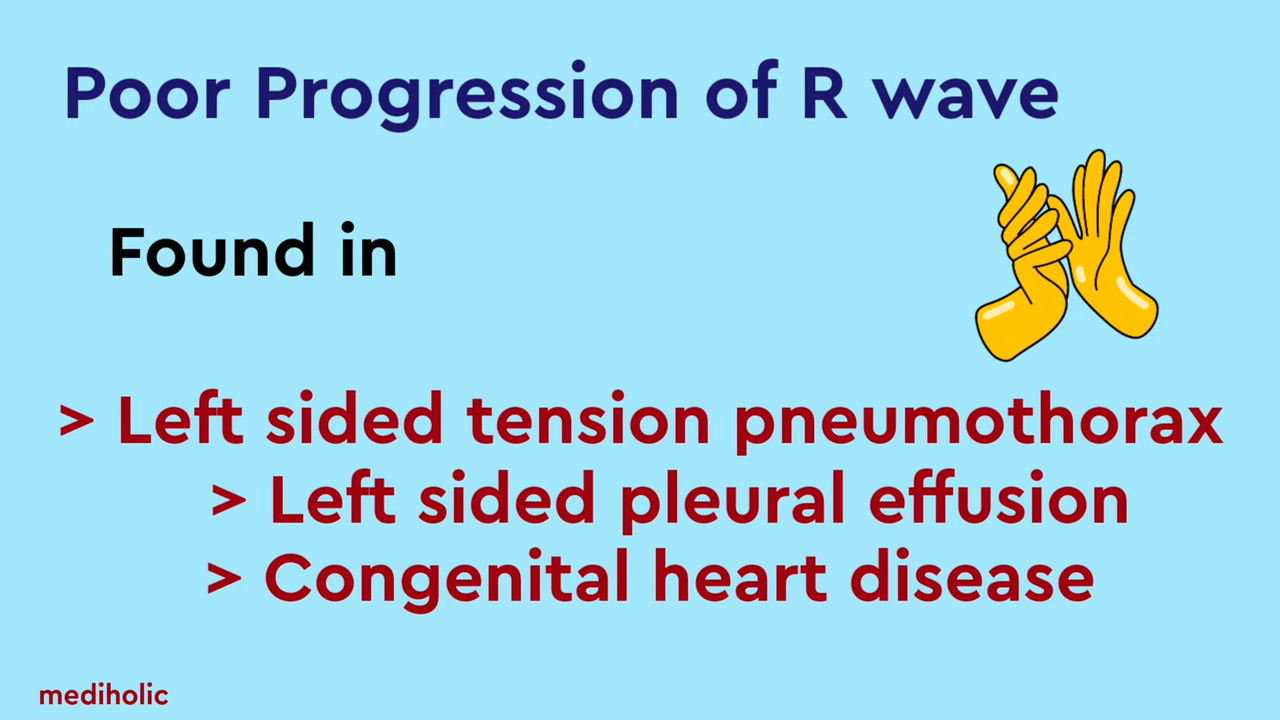 Poor Progression of R wave
Found in
> Left sided tension pneumothorax
> Left sided pleural effusion
> Congenital heart disease
mediholic